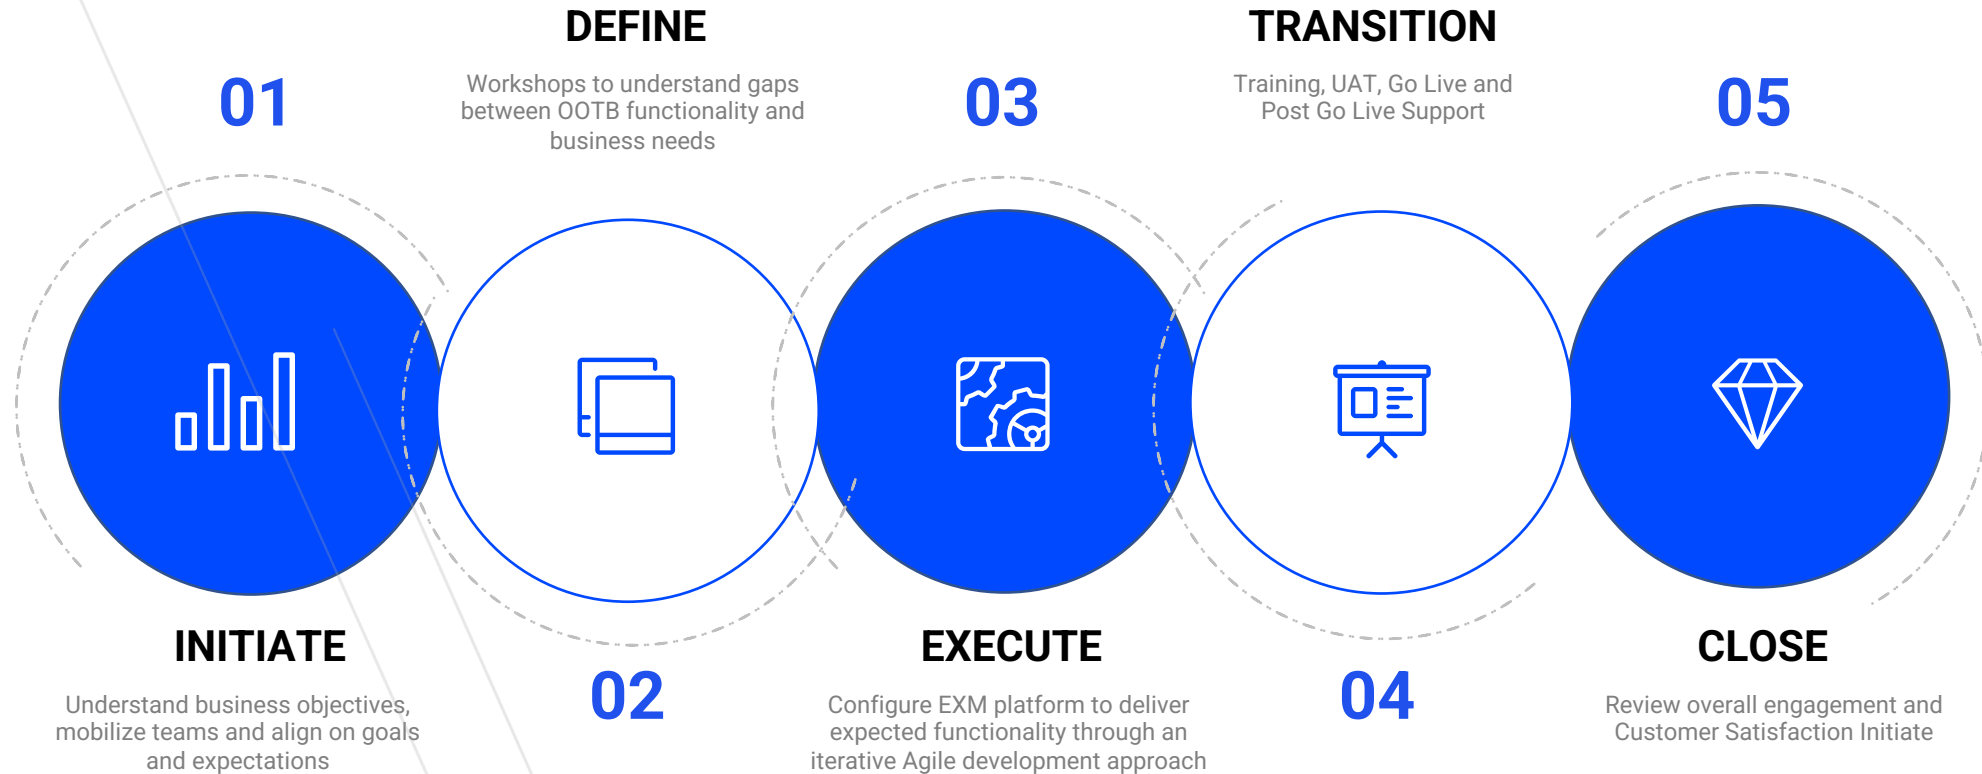 01
INITIATE
Understand business objectives,
mobilize teams and align on goals
and expectations
DEFINE
Workshops to understand gaps
between OOTB functionality and
business needs
02
03
EXECUTE
Configure EXM platform to deliver
expected functionality through an
iterative Agile development approach
TRANSITION
Training, UAT, Go Live and
Post Go Live Support
04
05
CLOSE
Review overall engagement and
Customer Satisfaction Initiate